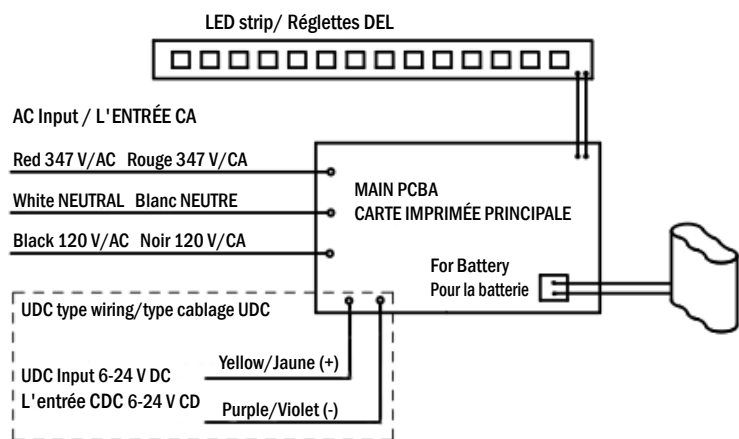 LED strip/ Réglettes DEL
AC Input / L'ENTRÉE CA
Red 347 V/AC Rouge 347 V/CA
White NEUTRAL Blanc NEUTRE
Black 120 V/AC Noir 120 V/CA
MAIN PCBA
CARTE IMPRIMÉE PRINCIPALE
For Battery
Pour la batterie
UDC type wiring/type cablage UDC
Yellow/Jaune (+)
UDC Input 6-24 V DC
L'entrée CDC 6-24 V CD
Purple/Violet (-)